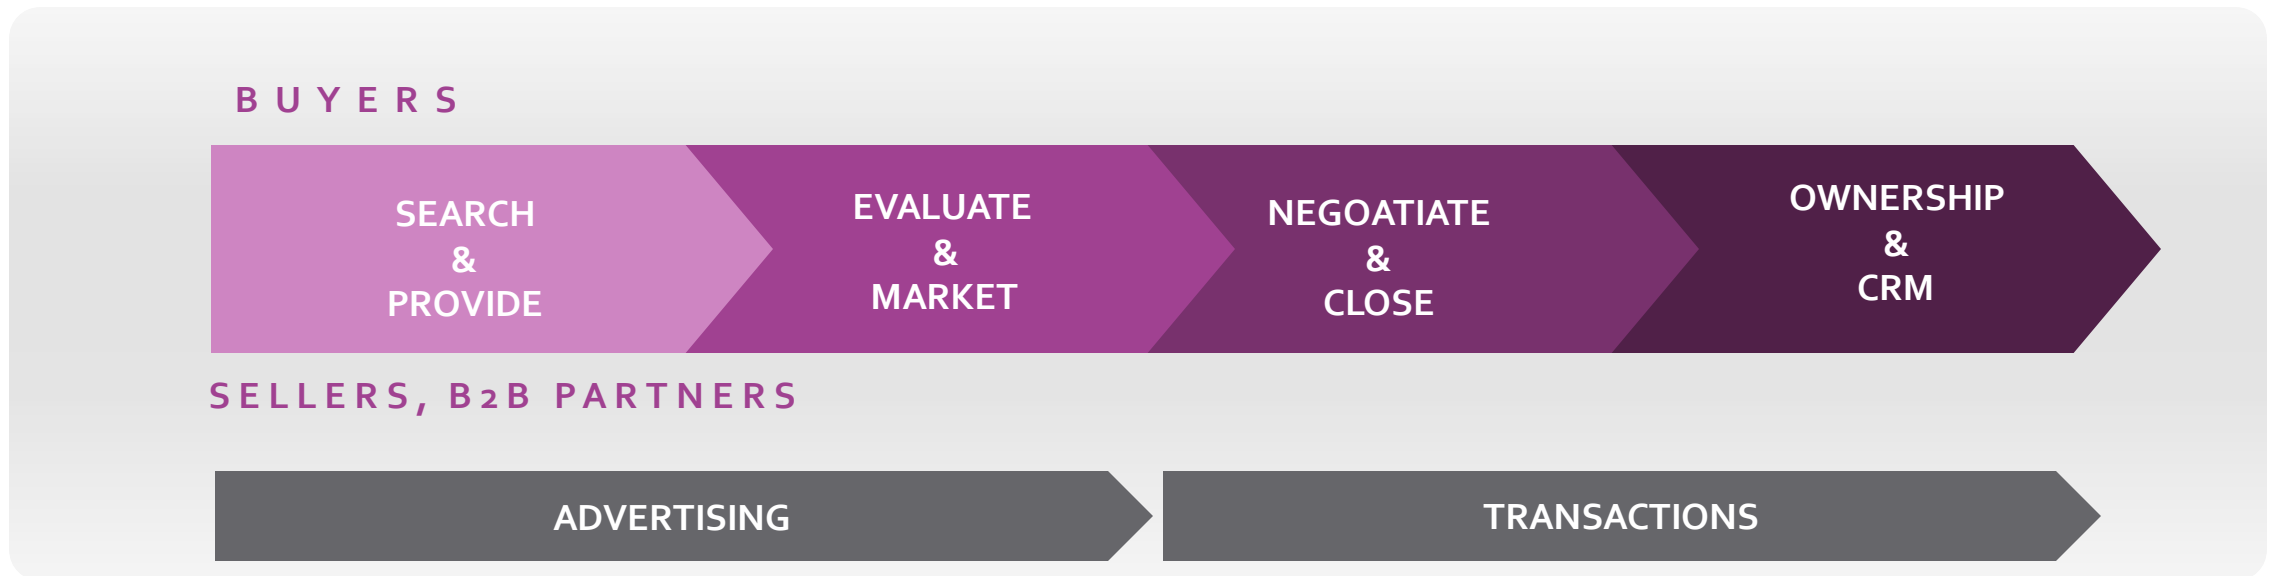 BUYERS
SEARCH
&
PROVIDE
EVALUATE
&
MARKET
NEGOATIATE
&
CLOSE
OWNERSHIP
&
CRM
SELLERS, B2B PARTNERS
ADVERTISING
TRANSACTIONS